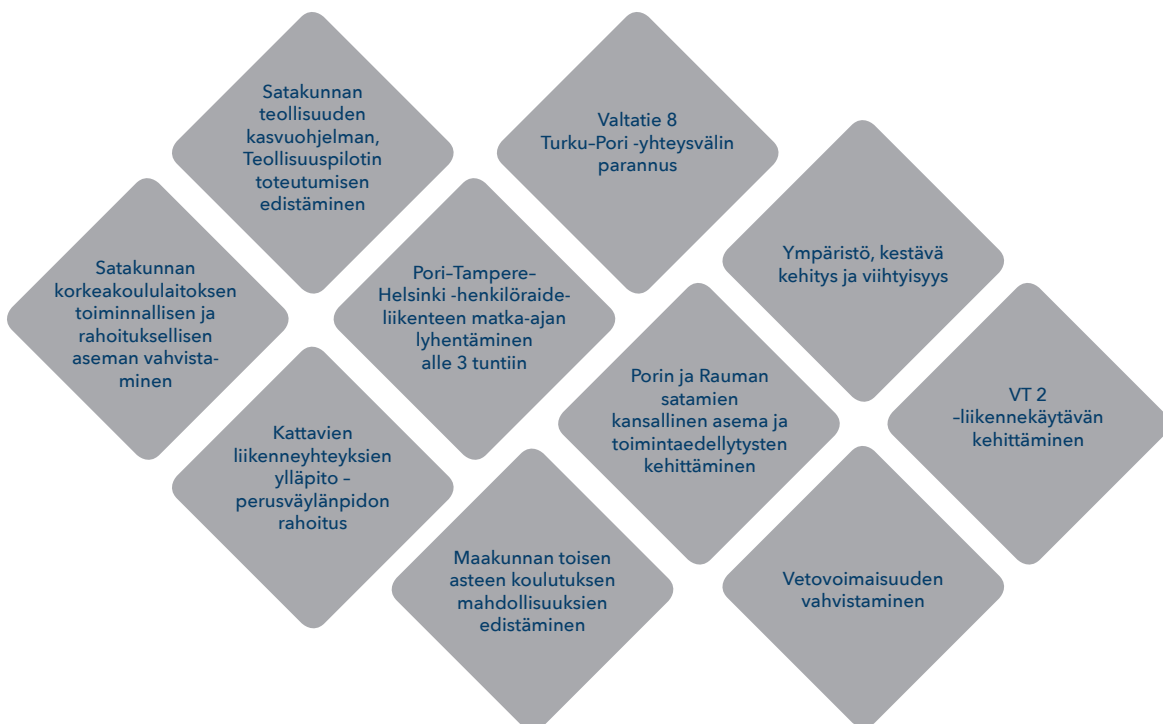 Satakunnan
teollisuuden
kasvuohjelman,
Teollisuuspilotin
toteutumisen
edistäminen
Valtatie 8
Turku–Pori -yhteysvälin
parannus
Ympäristö, kestävä
kehitys ja viihtyisyys
Satakunnan
korkeakoululaitoksen
toiminnallisen ja
rahoituksellisen
aseman vahvista-
minen
Pori–Tampere–
Helsinki -henkilöraide-
liikenteen matka-ajan
lyhentäminen
alle 3 tuntiin
Porin ja Rauman
satamien
kansallinen asema ja
toimintaedellytysten
kehittäminen
VT 2
–liikennekäytävän
kehittäminen
Kattavien
liikenneyhteyksien
ylläpito –
perusväylänpidon
rahoitus
Maakunnan toisen
asteen koulutuksen
mahdollisuuksien
edistäminen
Vetovoimaisuuden
vahvistaminen